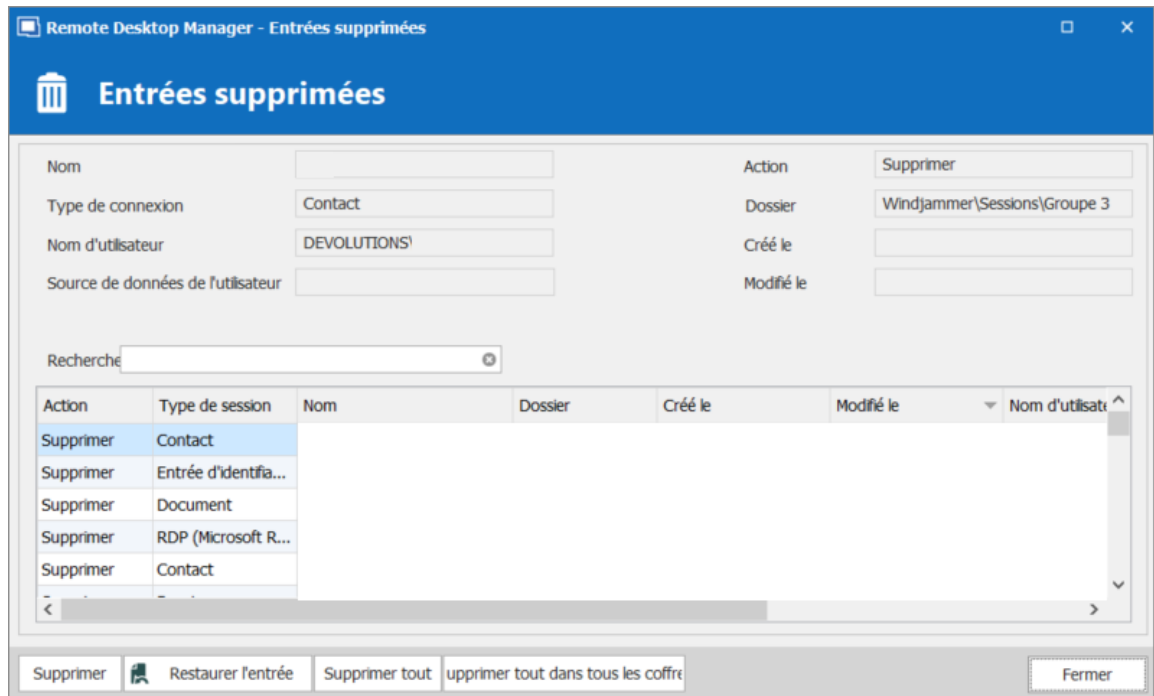 Remote Desktop Manager - Entrées supprimées
Entrées supprimées
Nom
Action
Supprimer
Type de connexion
Contact
Dossier
Windjammer\Sessions\Groupe 3
Nom d'utilisateur
DEVOLUTIONS\
Créé le
Source de données de l'utilisateur
Modifié le
Recherche
Action Type de session Nom Dossier Créé le Modifié le Nom d'utilisate
Supprimer Contact
Supprimer Entrée d'identifia...
Supprimer Document
Supprimer RDP (Microsoft R...
Supprimer Contact
Supprimer
Restaurer l'entrée
Supprimer tout
upprimer tout dans tous les coffre
Fermer